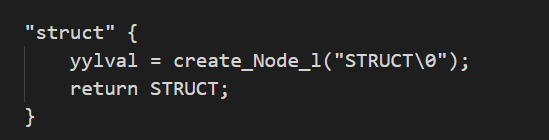 "struct" {
    yylval = create_Node_l("STRUCT\0");
    return STRUCT;
}